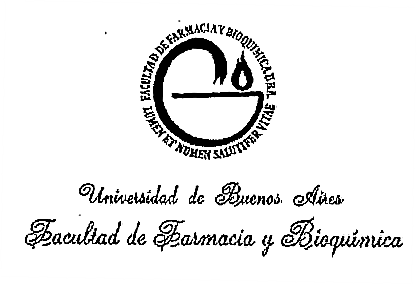 FACULTAD DE FARMACIA Y BIOQUIMICA.U.B.A.
LUMEN ET NUMEN SALUTIFER VITAE
Universidad de Buenos Aires
Facultad de Farmacia y Bioquímica